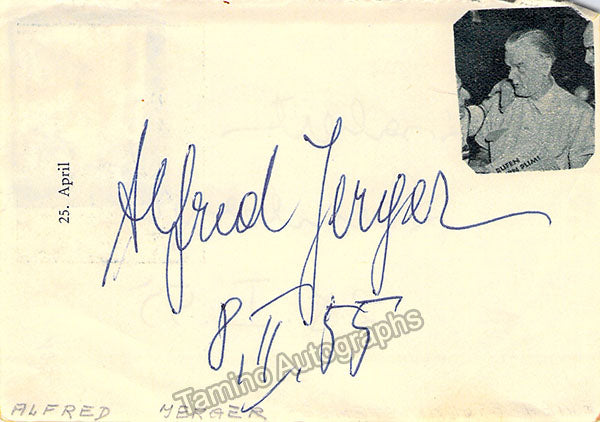 25. April
Alfred Jerger
8. II. 55
Tamino Autographs
ALFRED JERGER